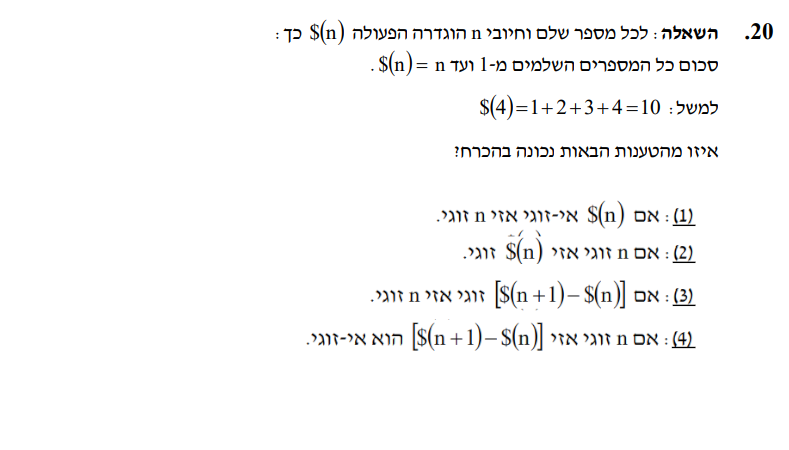 20. השאלה : לכל מספר שלם וחיובי n הוגדרה הפעולה $(n) כך :
סכום כל המספרים השלמים מ-1 ועד n = $(n) .
למשל : $(4)=1+2+3+4=10
איזו מהטענות הבאות נכונה בהכרח?
(1) : אם $(n) אי-זוגי אזי n זוגי.
(2) : אם n זוגי אזי $(n) זוגי.
(3) : אם [$(n+1)–$(n)] זוגי אזי n זוגי.
(4) : אם n זוגי אזי [$(n+1)–$(n)] הוא אי-זוגי.